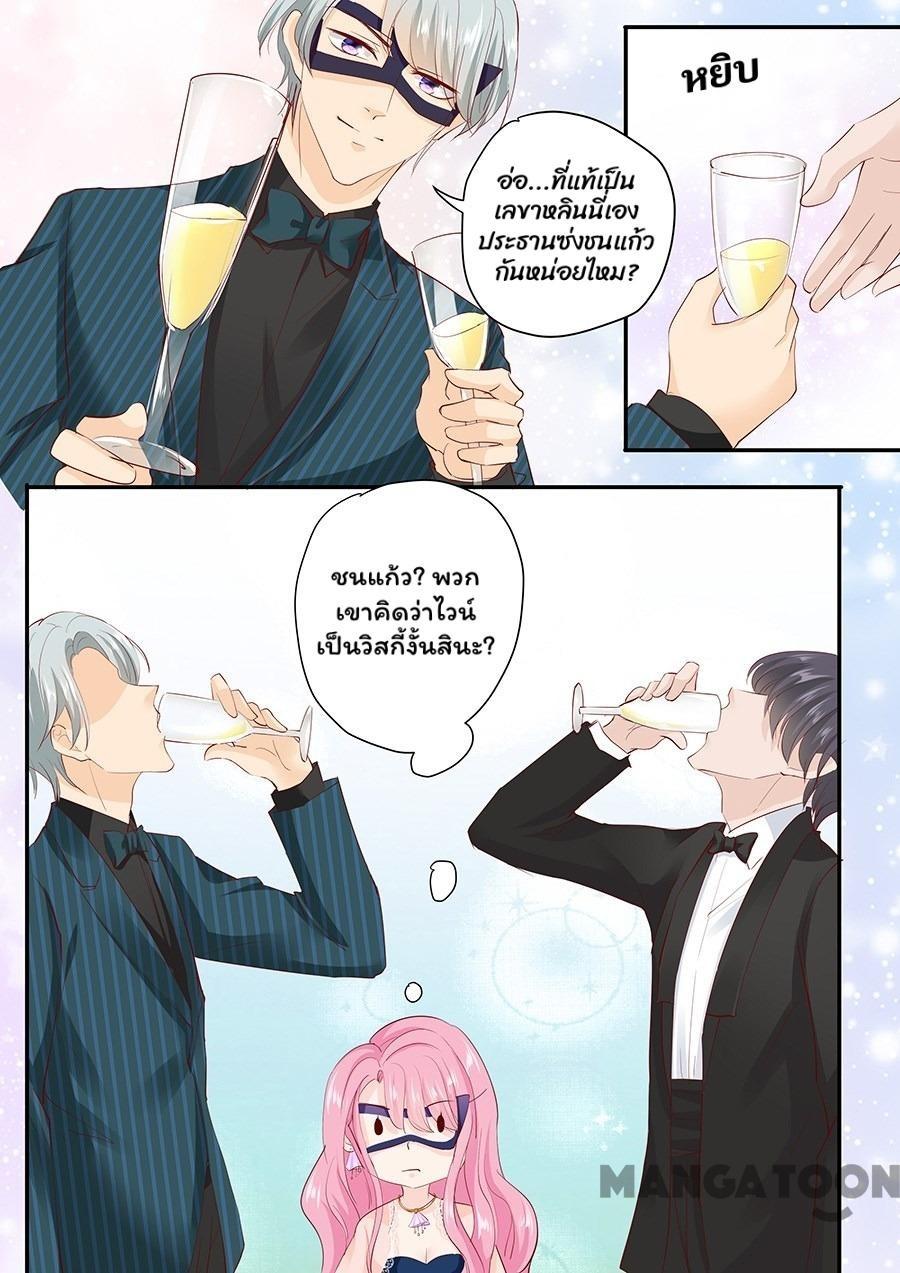 อ่อ...ที่แท้เป็น
เลขาหลินนี่เอง
ประธานซ่งชนแก้ว
กันหน่อยไหม?
หยิบ
ชนแก้ว? พวก
เขาคิดว่าไวน์
เป็นวิสกี้งั้นสินะ?
MANGATOON